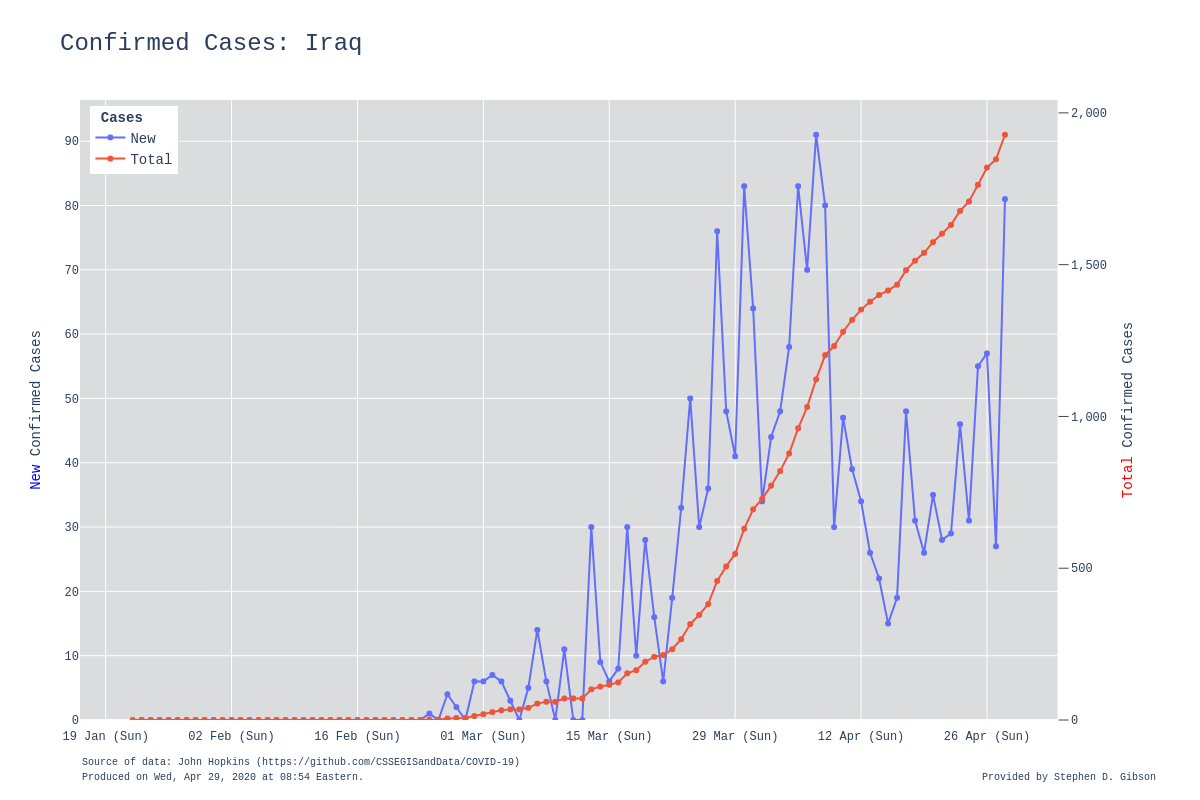 Confirmed Cases: Iraq
Cases
New
Total
90
80
70
60
50
40
30
20
10
0
2,000
1,500
1,000
500
0
New Confirmed Cases
Total Confirmed Cases
19 Jan (Sun)
02 Feb (Sun)
16 Feb (Sun)
01 Mar (Sun)
15 Mar (Sun)
29 Mar (Sun)
12 Apr (Sun)
26 Apr (Sun)
Source of data: John Hopkins (https://github.com/CSSEGISandData/COVID-19)
Produced on Wed, Apr 29, 2020 at 08:54 Eastern.
Provided by Stephen D. Gibson